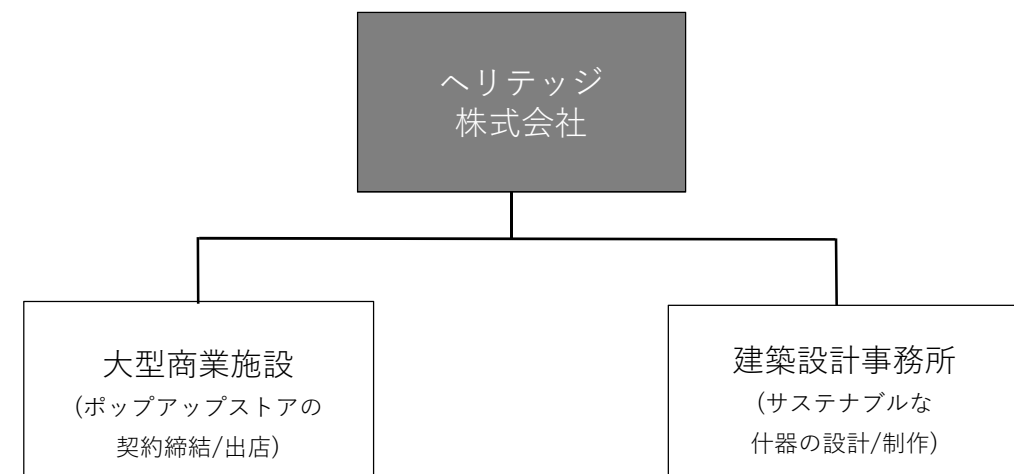 ヘリテッジ
株式会社
大型商業施設
(ポップアップストアの
契約締結/出店)
建築設計事務所
(サステナブルな
什器の設計/制作)